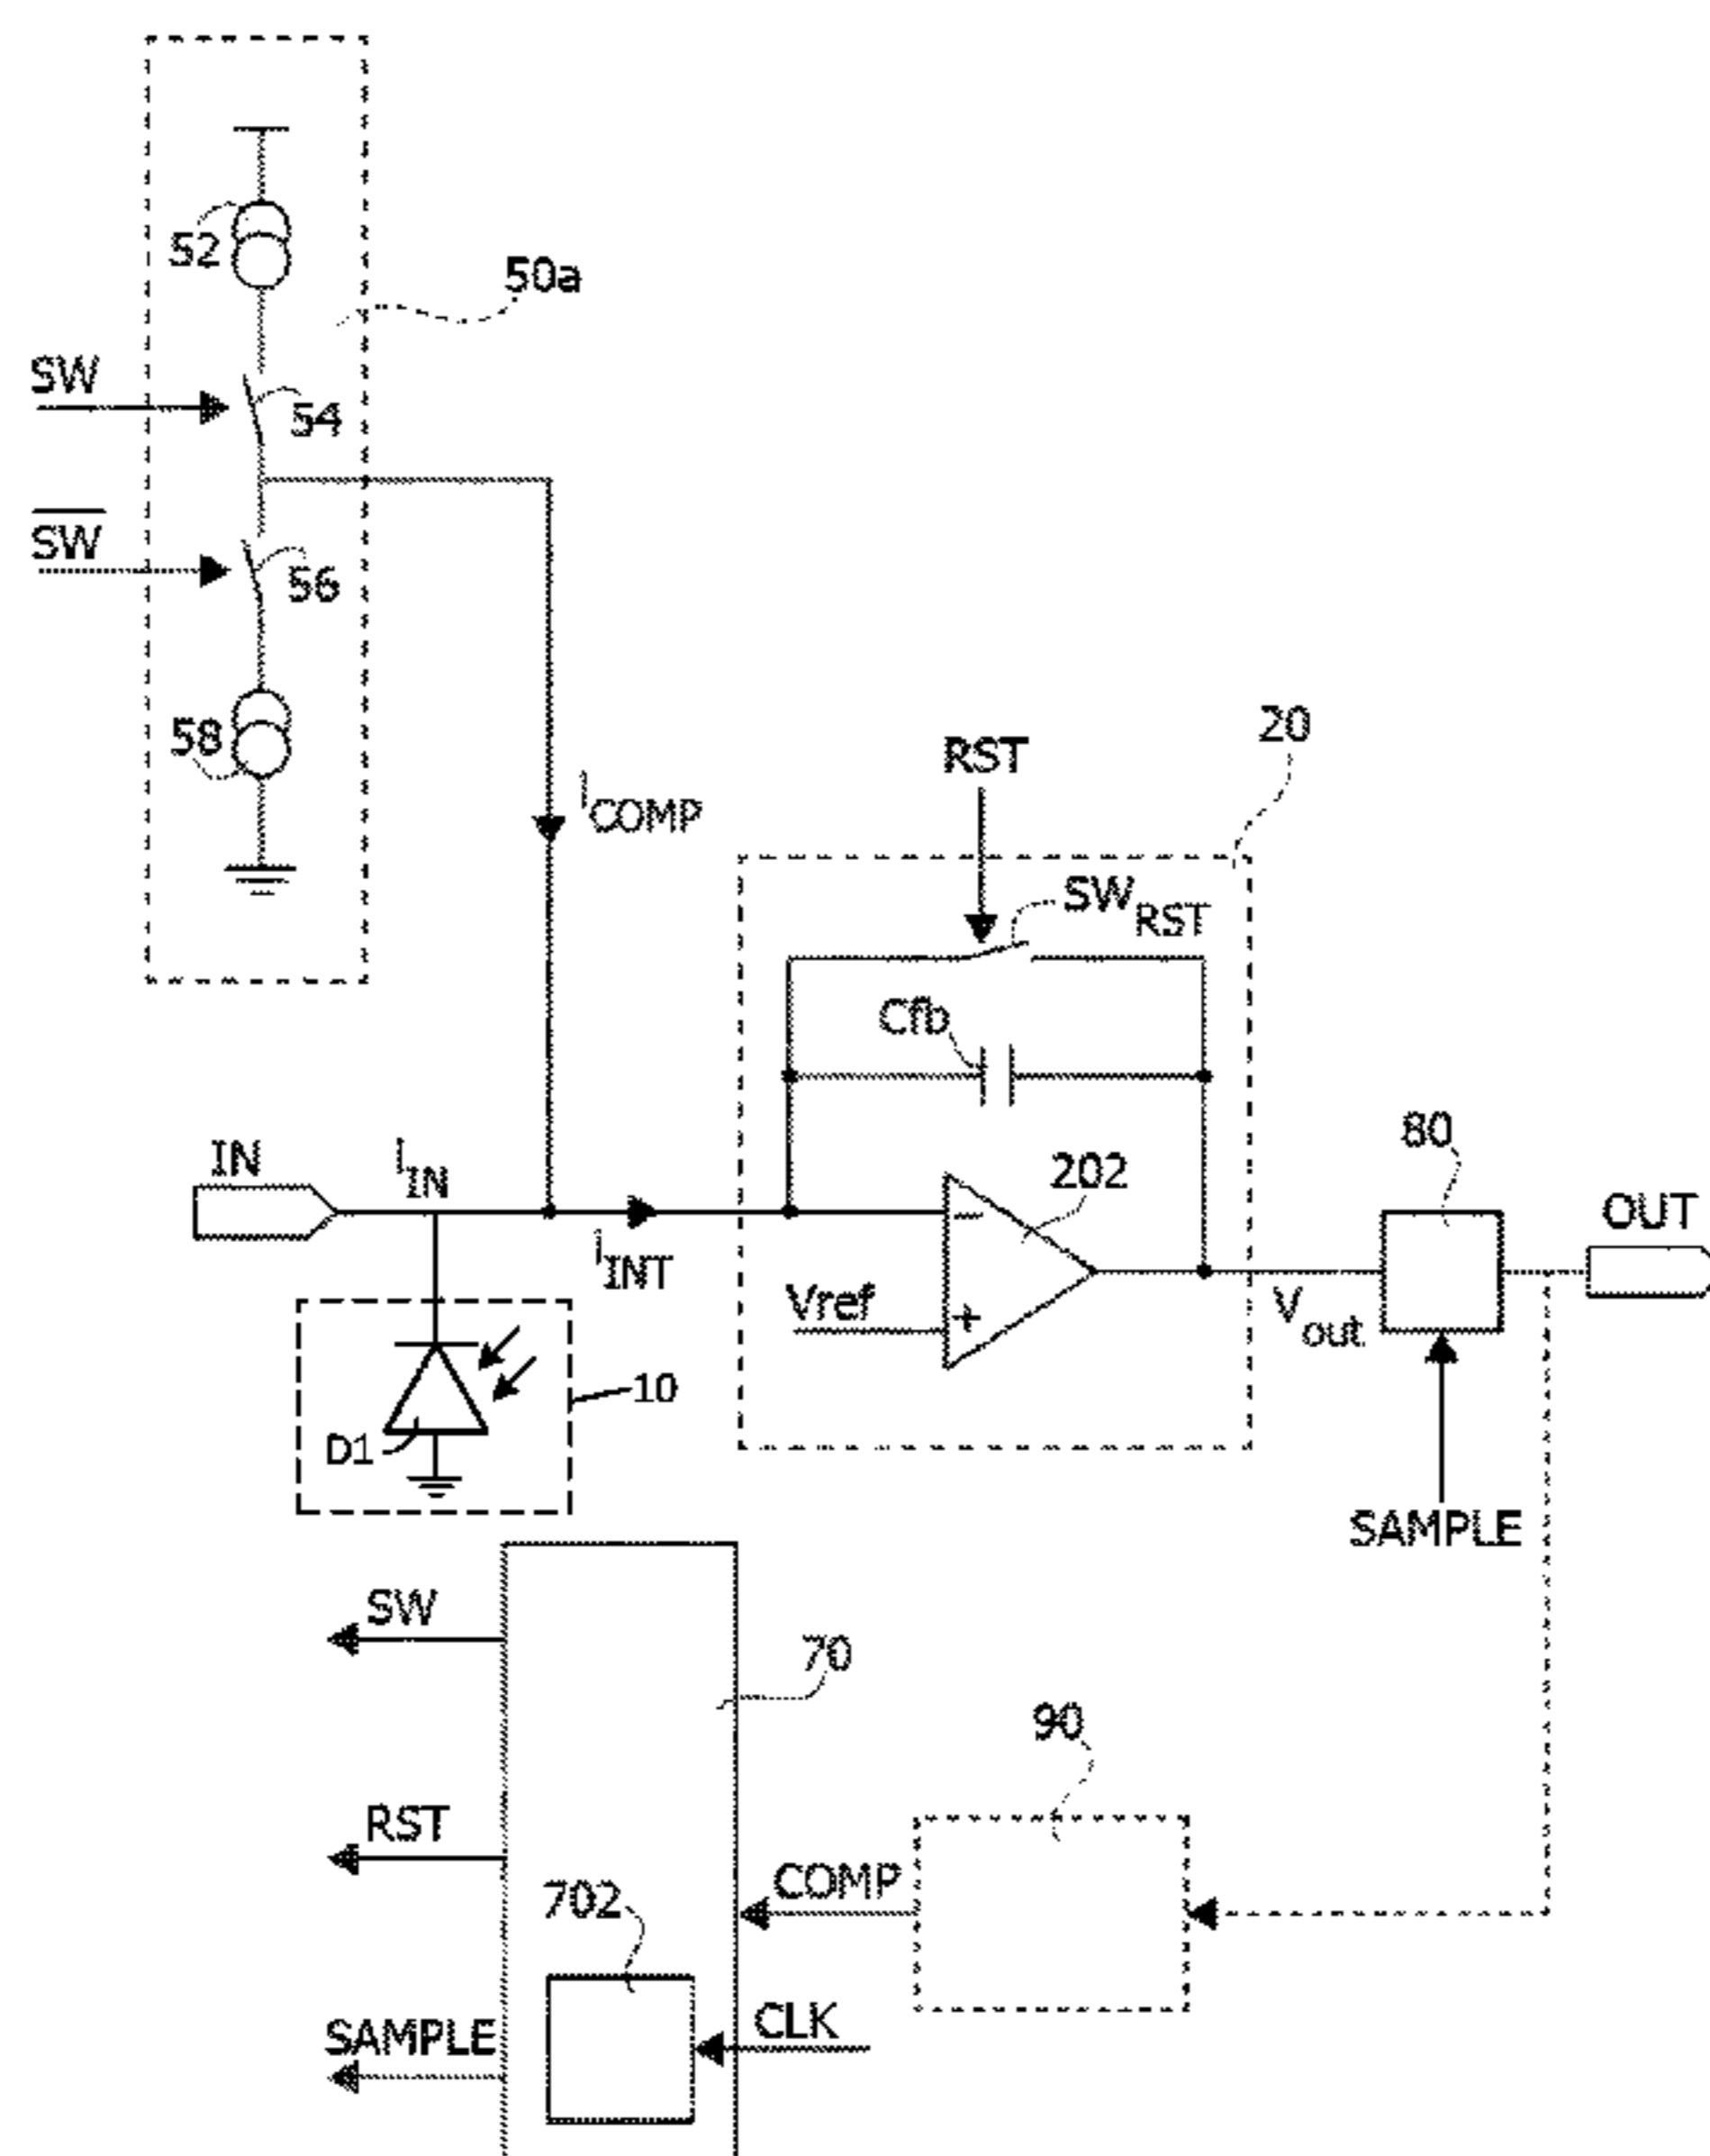 52
50a
SW
54
SW
56
58
iCOMP
20
RST
SWRST
Cfb
IN
iIN
iINT
202
80
OUT
Vref
-
+
Vout
10
D1
SAMPLE
SW
70
90
RST
COMP
702
CLK
SAMPLE